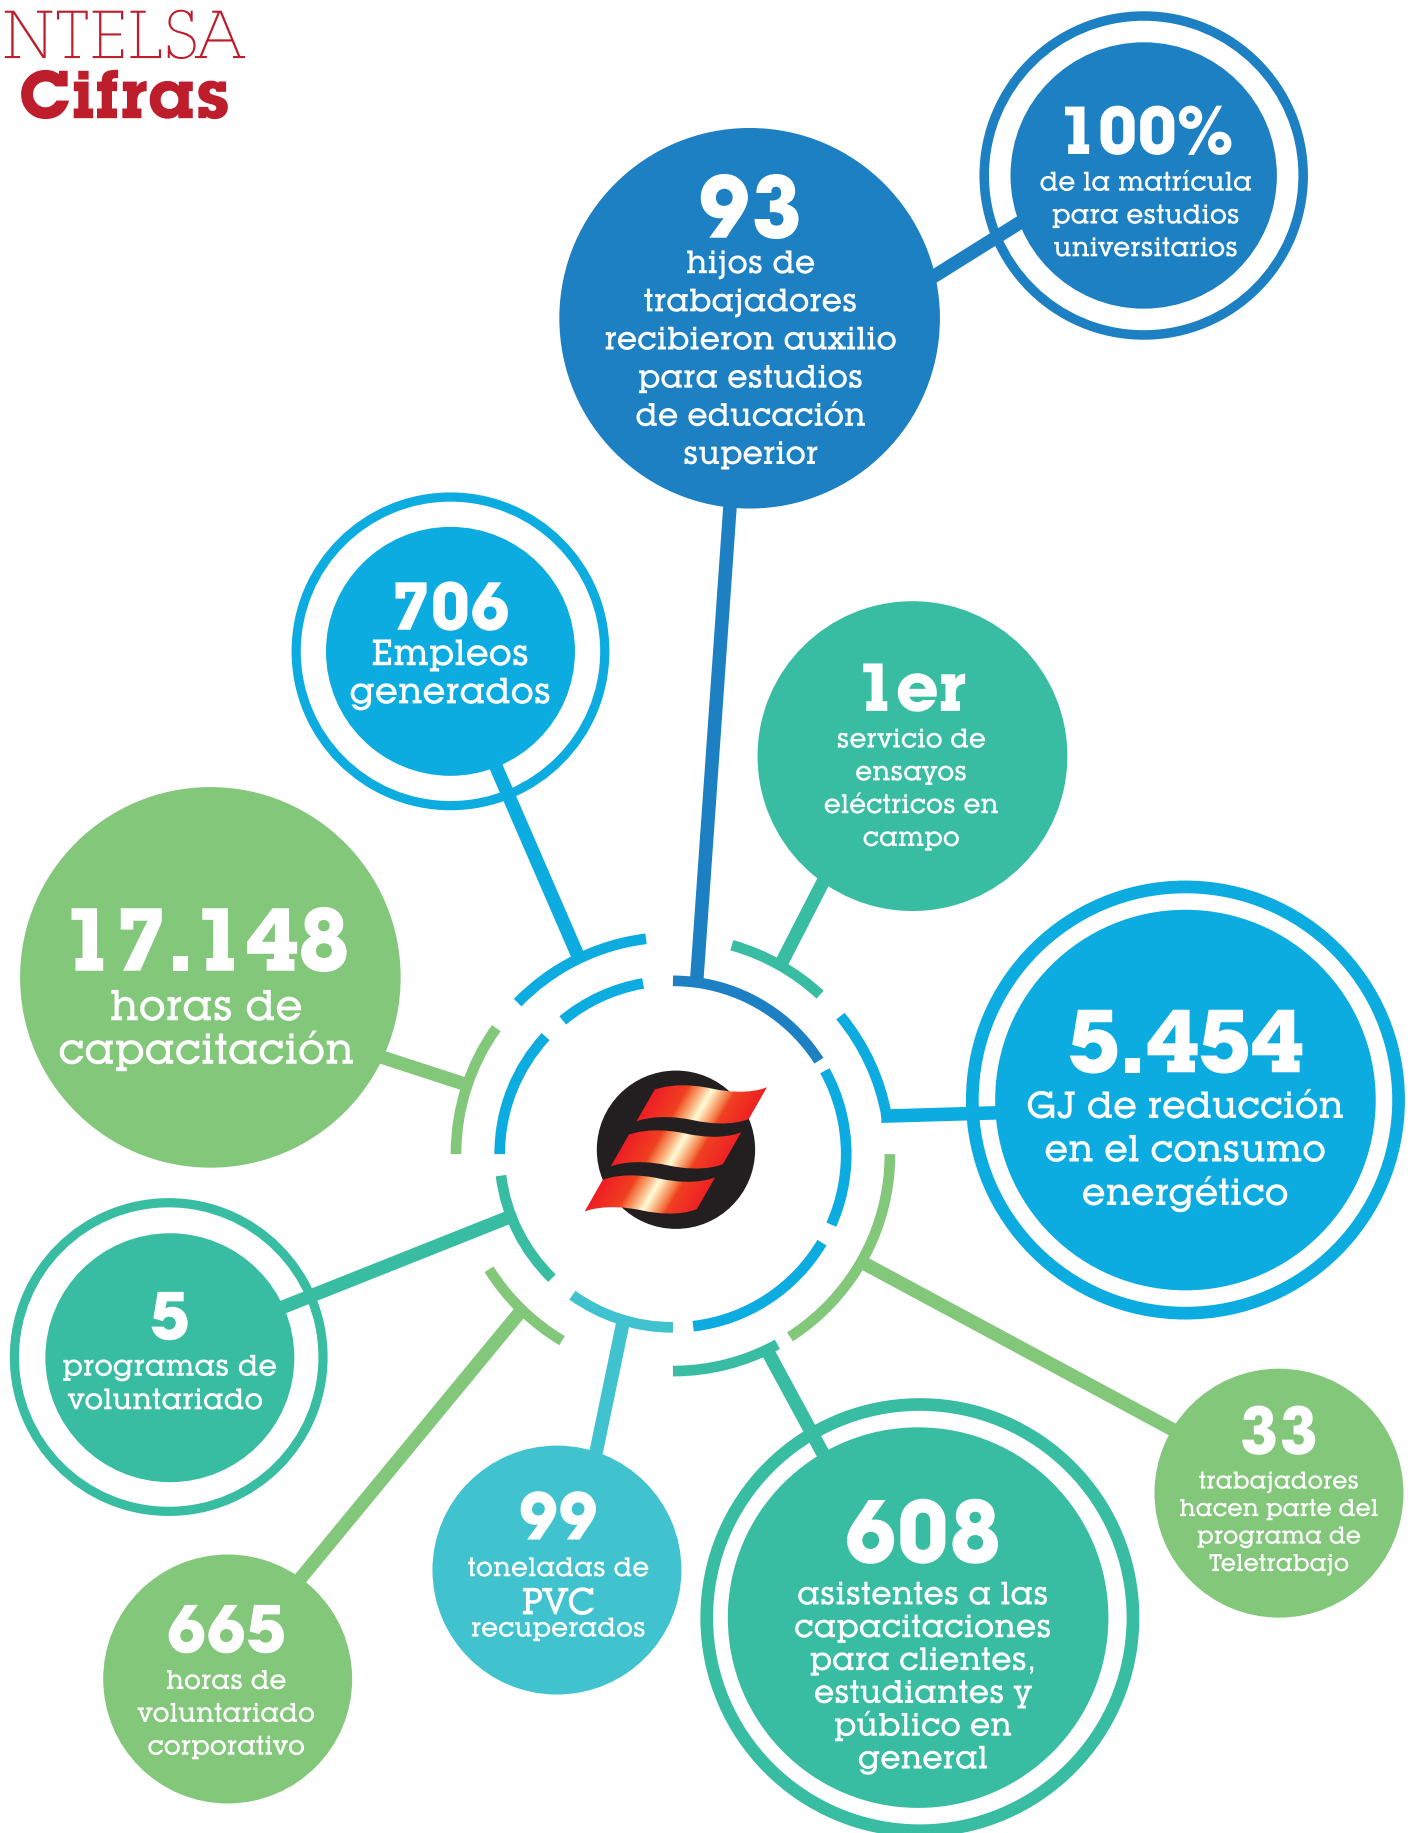 NTELSA
Cifras
100%
de la matrícula
para estudios
universitarios
93
hijos de
trabajadores
recibieron auxilio
para estudios
de educación
superior
706
Empleos
generados
1er
servicio de
ensayos
eléctricos en
campo
17.148
horas de
capacitación
5.454
GJ de reducción
en el consumo
energético
5
programas de
voluntariado
33
trabajadores
hacen parte del
programa de
Teletrabajo
99
toneladas de
PVC
recuperados
608
asistentes a las
capacitaciones
para clientes,
estudiantes y
público en
general
665
horas de
voluntariado
corporativo